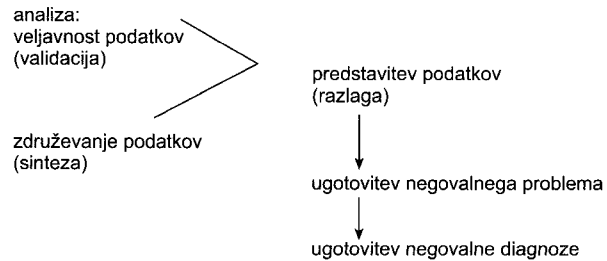 analiza:
veljavnost podatkov
(validacija)
združevanje podatkov
(sinteza)
predstavitev podatkov
(razlaga)
ugotovitev negovalnega problema
ugotovitev negovalne diagnoze